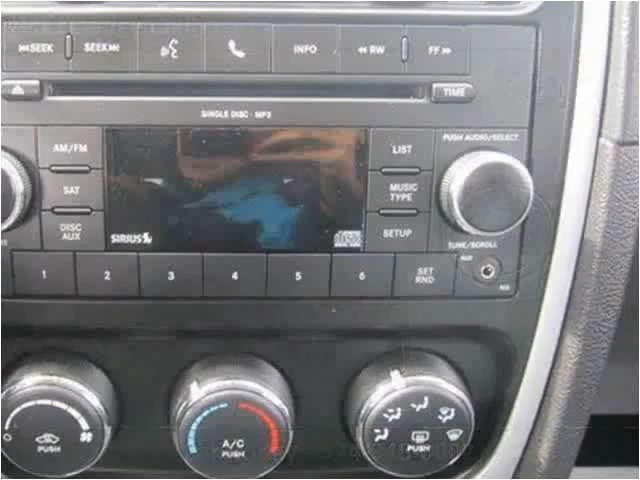 SEEK SEEK INFO RW FF
TIME
SINGLE DISC · MP3
AM/FM
SAT
DISC AUX
SIRIUS
LIST
MUSIC TYPE
SETUP
PUSH AUDIO/SELECT
TUNE/SCROLL
1 2 3 4 5 6 SET RND
AUX
PUSH
A/C
PUSH
PUSH